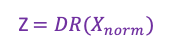 Z = DR(X_norm)